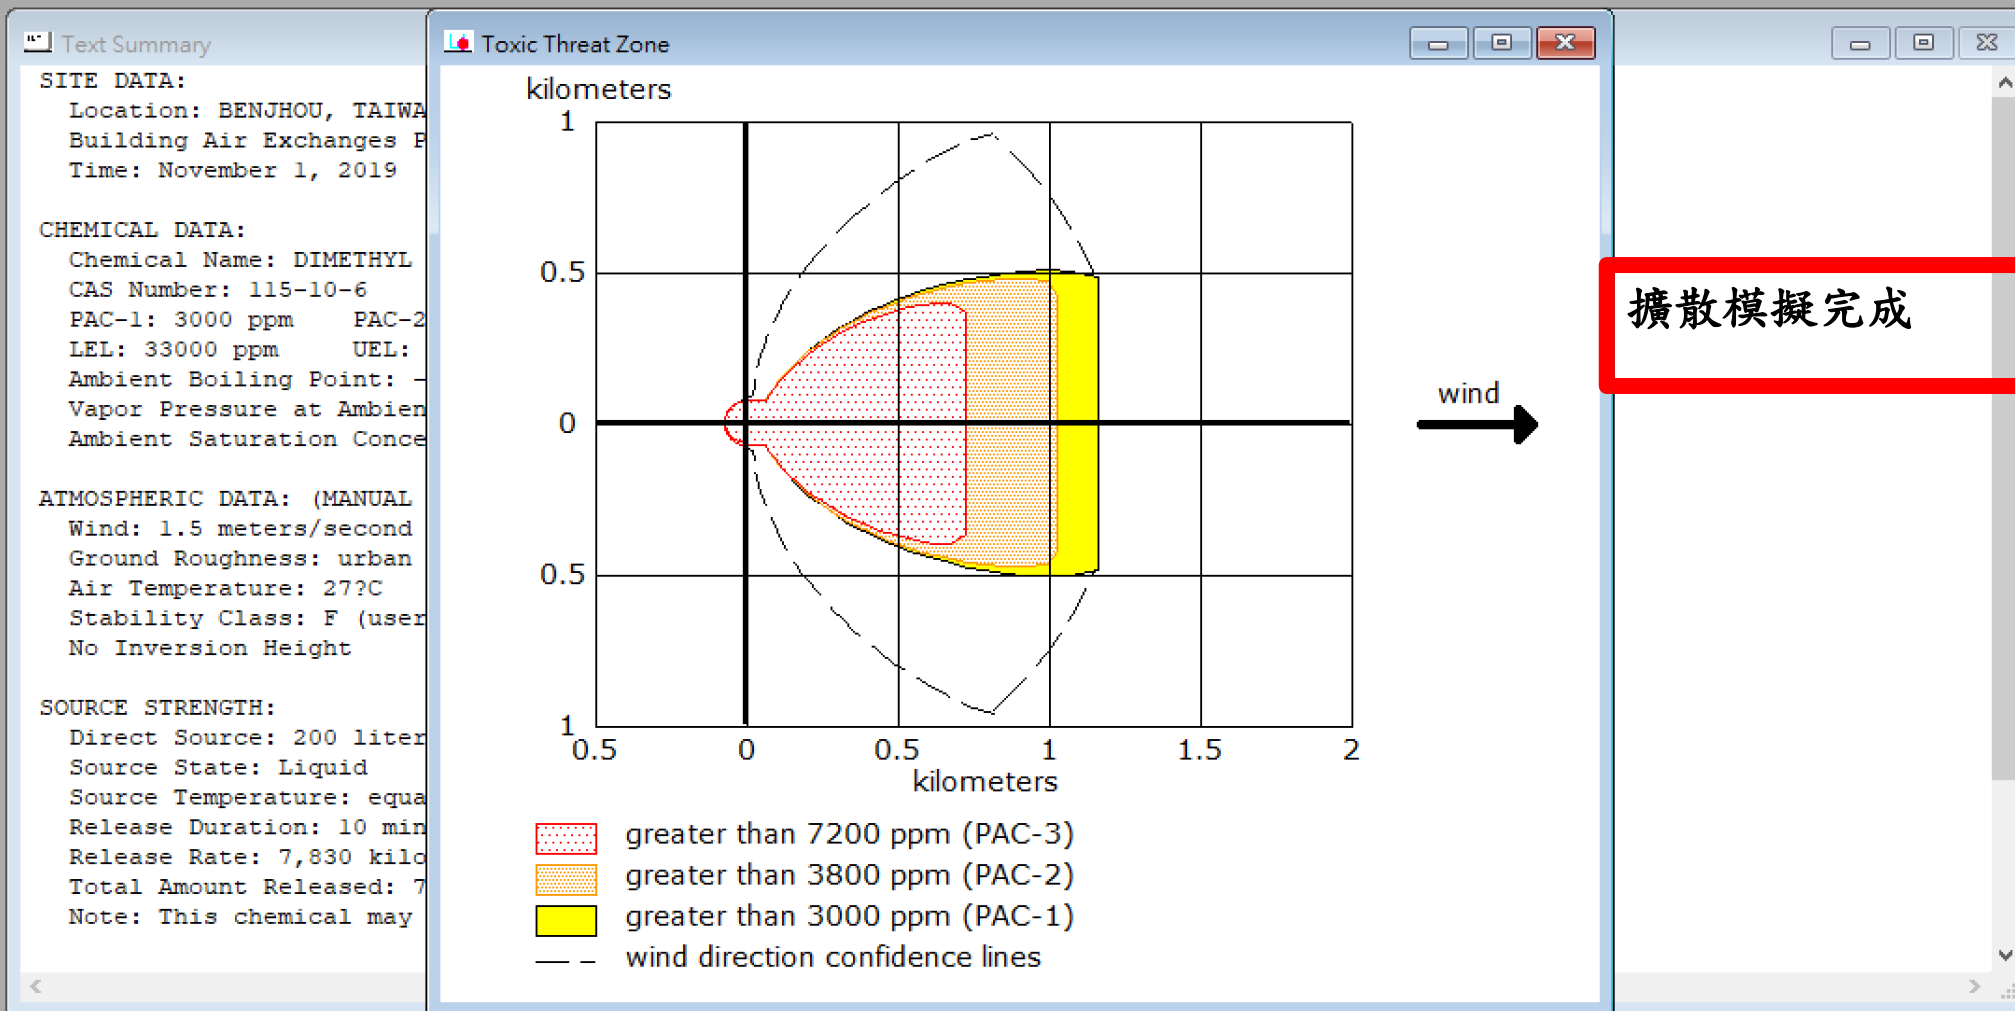 Text Summary
SITE DATA:
Location: BENJHOU, TAIWA
Building Air Exchanges P
Time: November 1, 2019
CHEMICAL DATA:
Chemical Name: DIMETHYL
CAS Number: 115-10-6
PAC-1: 3000 ppm PAC-2
LEL: 33000 ppm UEL:
Ambient Boiling Point: -
Vapor Pressure at Ambien
Ambient Saturation Conce
ATMOSPHERIC DATA: (MANUAL
Wind: 1.5 meters/second
Ground Roughness: urban
Air Temperature: 27?C
Stability Class: F (user
No Inversion Height
SOURCE STRENGTH:
Direct Source: 200 liter
Source State: Liquid
Source Temperature: equa
Release Duration: 10 min
Release Rate: 7,830 kilo
Total Amount Released: 7
Note: This chemical may
Toxic Threat Zone
kilometers
1
0.5
0
0.5
1
0.5 0 0.5 1 1.5 2
kilometers
wind
greater than 7200 ppm (PAC-3)
greater than 3800 ppm (PAC-2)
greater than 3000 ppm (PAC-1)
wind direction confidence lines
擴散模擬完成